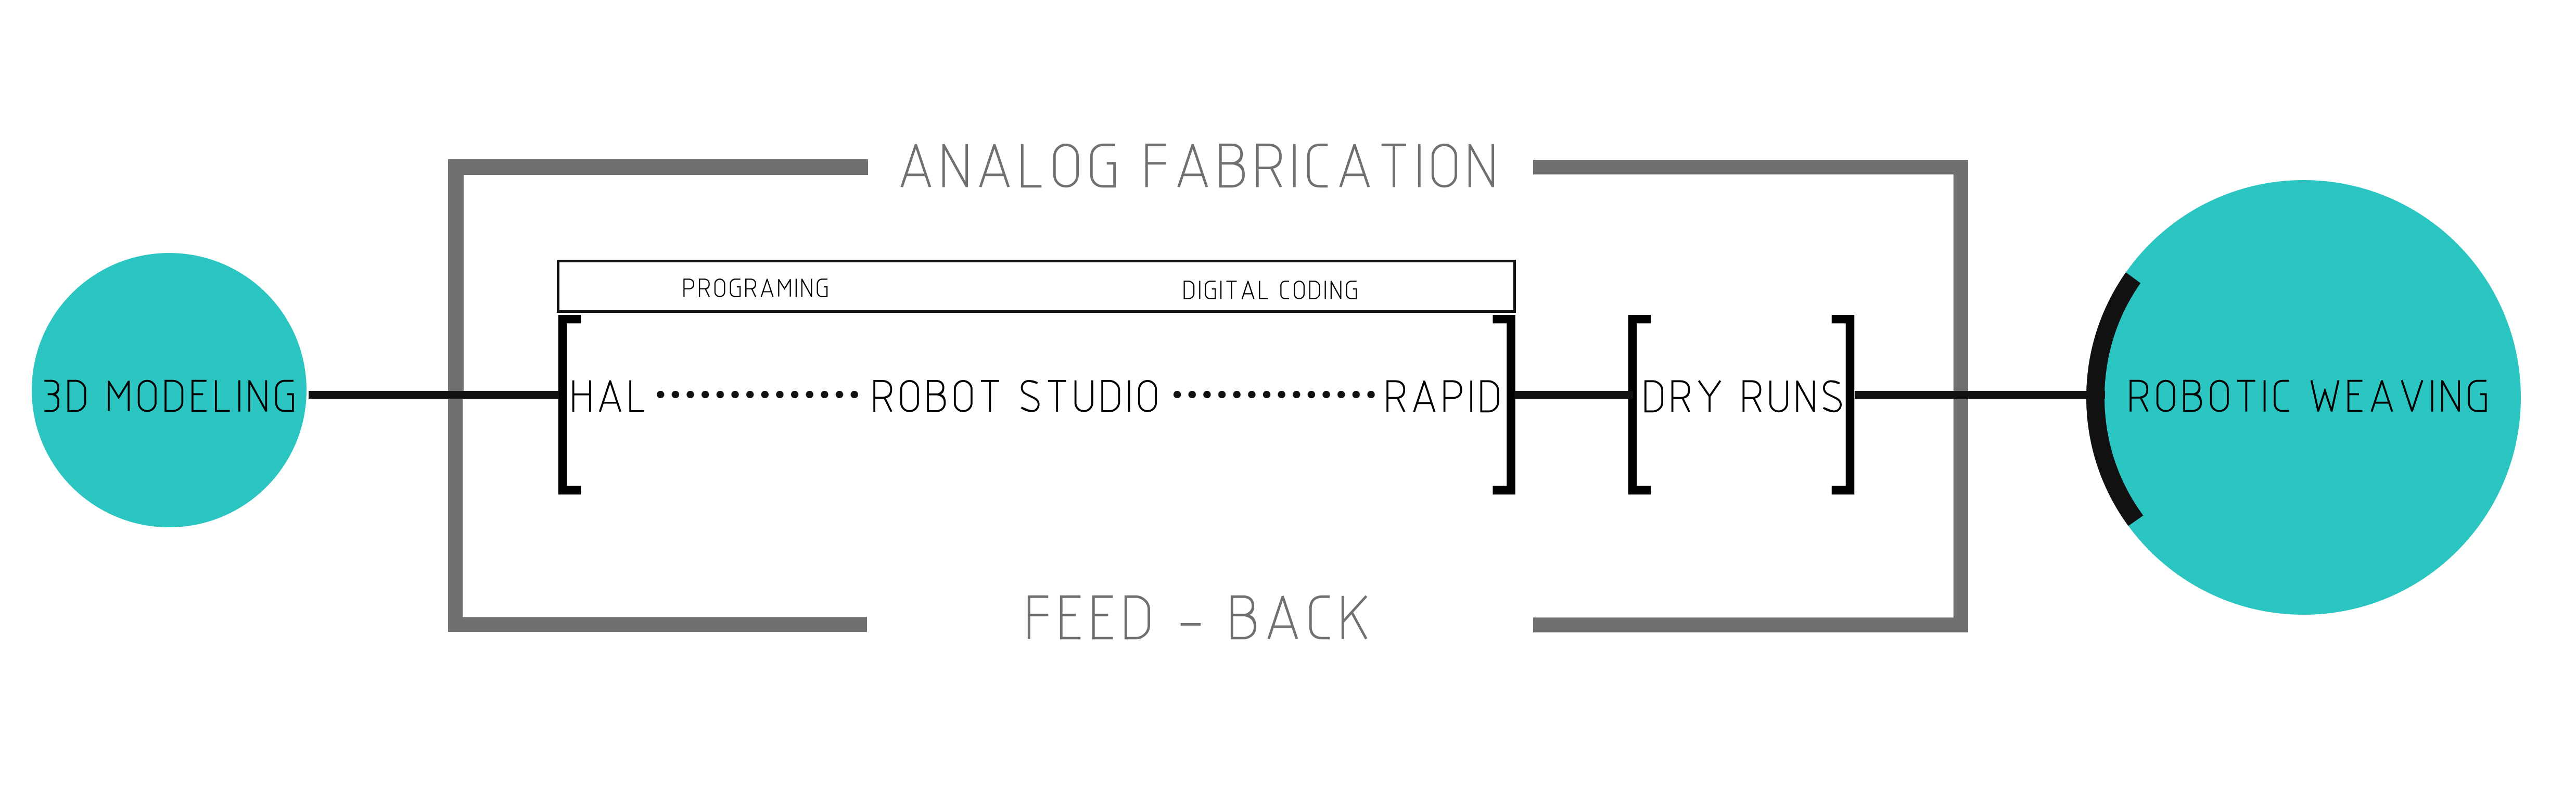 ANALOG FABRICATION
PROGRAMING DIGITAL CODING
3D MODELING HAL ROBOT STUDIO RAPID DRY RUNS ROBOTIC WEAVING
FEED - BACK